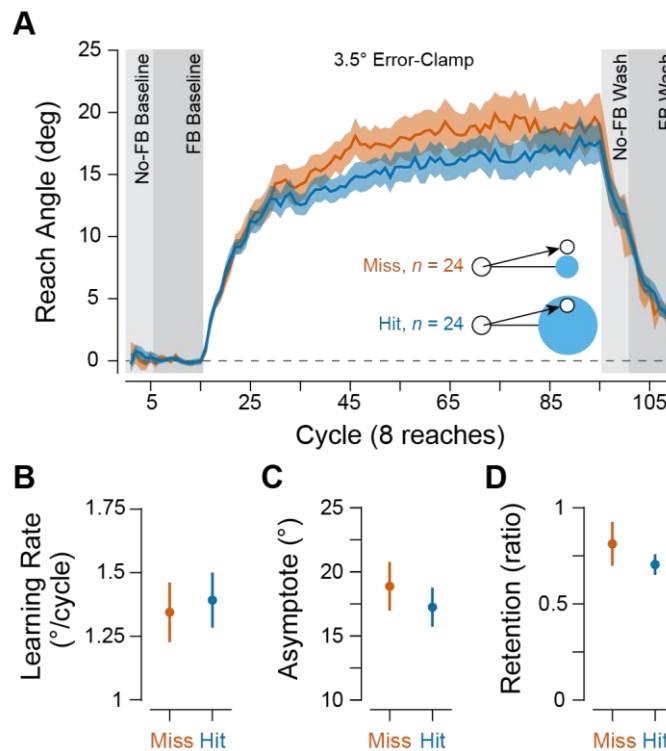 A
3.5° Error-Clamp
Reach Angle (deg)
25
20
15
10
5
0
No-FB Baseline
FB Baseline
No-FB Wash
FB Wash
Miss, n = 24
Hit, n = 24
5 25 45 65 85 105
Cycle (8 reaches)
B
Learning Rate
(°/cycle)
1.75
1.5
1.25
1
Miss Hit
C
Asymptote (°)
25
20
15
10
Miss Hit
D
Retention (ratio)
1
0.5
0
Miss Hit